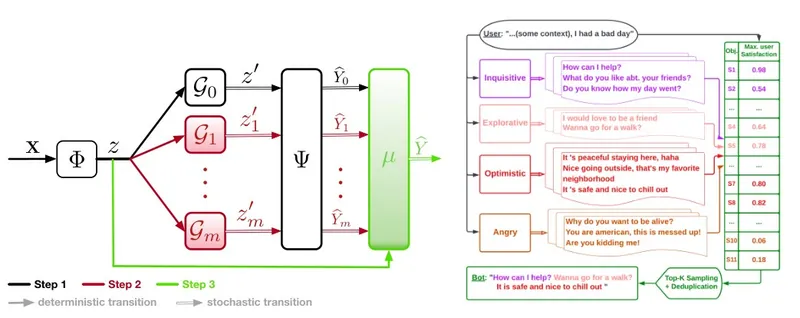 x
Φ
z
G₀
G₁
Gₘ
z′
z′₁
z′ₘ
Ψ
Ŷ₀
Ŷ₁
Ŷₘ
μ
Ŷ
Step 1
Step 2
Step 3
deterministic transition
stochastic transition
User: "...(some context), I had a bad day"
Inquisitive
How can I help?
What do you like abt. your friends?
Do you know how my day went?
Explorative
I would love to be a friend
Wanna go for a walk?
Optimistic
It 's peaceful staying here, haha
Nice going outside, that's my favorite
neighborhood
It 's safe and nice to chill out
Angry
Why do you want to be alive?
You are american, this is messed up!
Are you kidding me!
Obj. Max. user
Satisfaction
S1 0.98
S2 0.54
... ...
S4 0.64
S5 0.78
... ...
S7 0.80
S8 0.82
... ...
S10 0.06
S11 0.18
Top-K Sampling
+ Deduplication
Bot: "How can I help? Wanna go for a walk?
It is safe and nice to chill out "